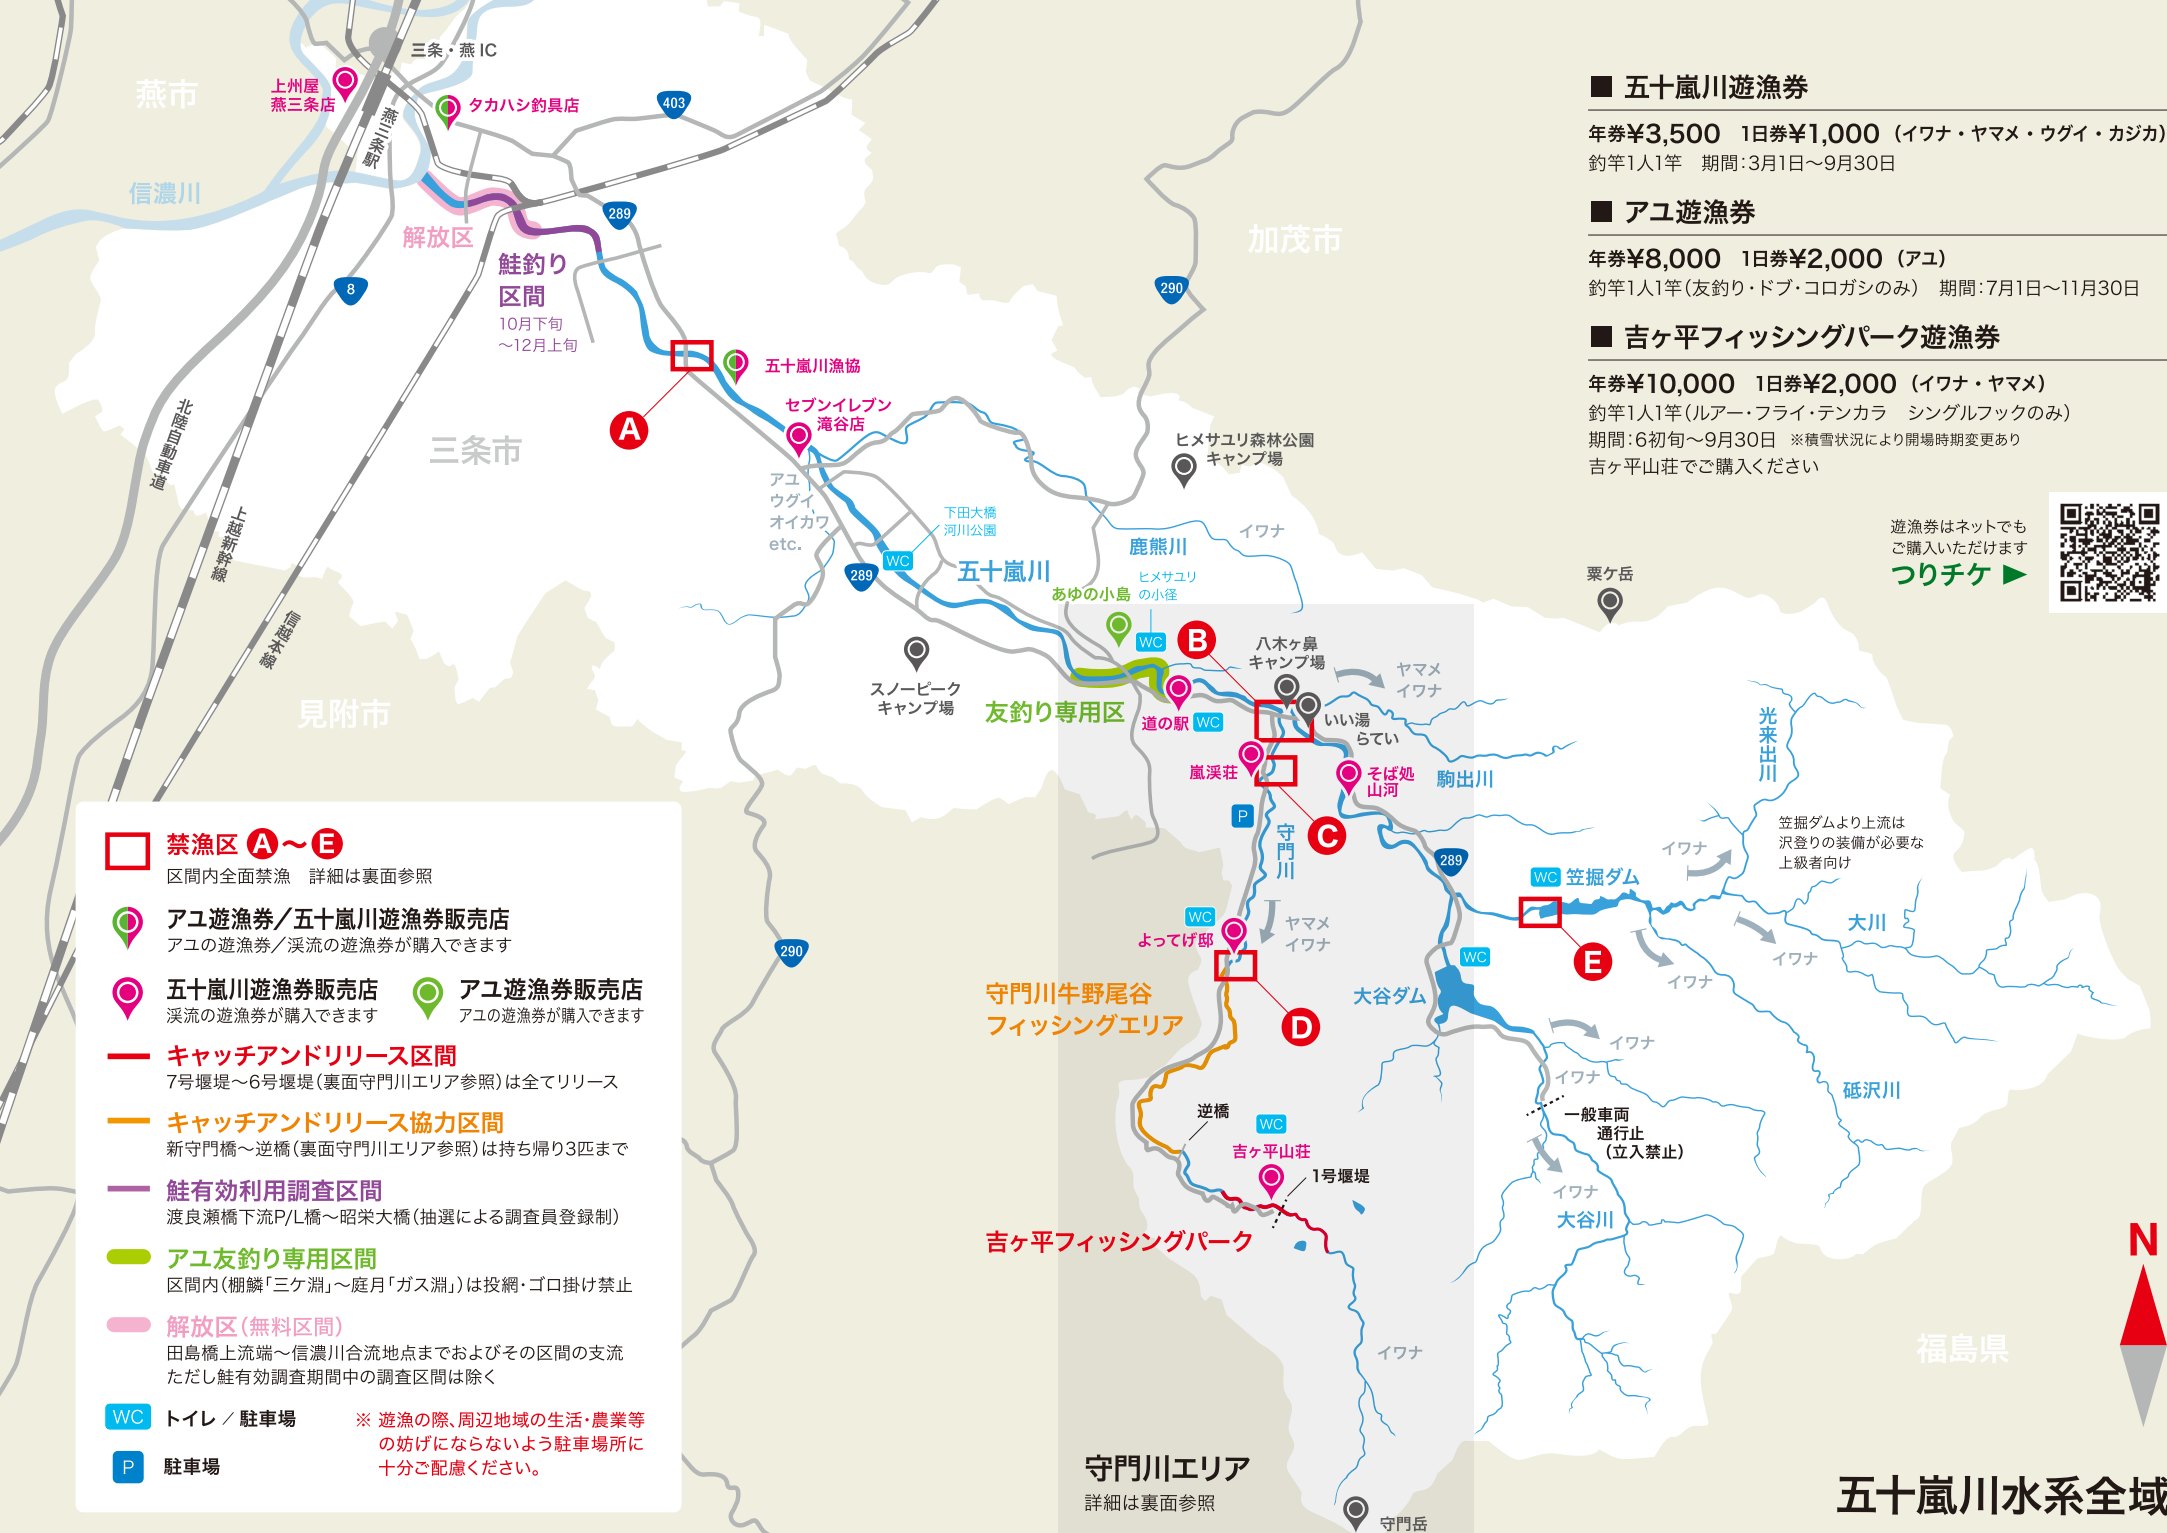 三条・燕 IC
燕市
上州屋
燕三条店
タカハシ釣具店
403
燕三条駅
信濃川
解放区
289
鮭釣り
区間
10月下旬
～12月上旬
8
加茂市
290
五十嵐川漁協
A
セブンイレブン
滝谷店
三条市
北陸自動車道
上越新幹線
信越本線
アユ
ウグイ
オイカワ
etc.
ヒメサユリ森林公園
キャンプ場
下田大橋
河川公園
WC
289
五十嵐川
鹿熊川
イワナ
あゆの小島
ヒメサユリ
の小径
WC
粟ケ岳
B
八木ヶ鼻
キャンプ場
ヤマメ
イワナ
スノーピーク
キャンプ場
見附市
友釣り専用区
道の駅
WC
いい湯
らてい
嵐渓荘
そば処
山河
駒出川
光来出川
P
守門川
C
289
笠掘ダムより上流は
沢登りの装備が必要な
上級者向け
イワナ
WC
笠掘ダム
大川
WC
よってげ邸
ヤマメ
イワナ
E
イワナ
イワナ
290
WC
大谷ダム
守門川牛野尾谷
フィッシングエリア
D
イワナ
イワナ
砥沢川
逆橋
WC
吉ヶ平山荘
1号堰堤
一般車両
通行止
(立入禁止)
イワナ
大谷川
吉ヶ平フィッシングパーク
イワナ
福島県
N
守門川エリア
詳細は裏面参照
守門岳
五十嵐川水系全域
■ 五十嵐川遊漁券
年券¥3,500　1日券¥1,000（イワナ・ヤマメ・ウグイ・カジカ）
釣竿1人1竿　期間：3月1日～9月30日
■ アユ遊漁券
年券¥8,000　1日券¥2,000（アユ）
釣竿1人1竿（友釣り・ドブ・コロガシのみ）　期間：7月1日～11月30日
■ 吉ヶ平フィッシングパーク遊漁券
年券¥10,000　1日券¥2,000（イワナ・ヤマメ）
釣竿1人1竿（ルアー・フライ・テンカラ　シングルフックのみ）
期間：6初旬～9月30日　※積雪状況により開場時期変更あり
吉ヶ平山荘でご購入ください
遊漁券はネットでも
ご購入いただけます
つりチケ ▶
禁漁区 A～E
区間内全面禁漁　詳細は裏面参照
アユ遊漁券／五十嵐川遊漁券販売店
アユの遊漁券／渓流の遊漁券が購入できます
五十嵐川遊漁券販売店
渓流の遊漁券が購入できます
アユ遊漁券販売店
アユの遊漁券が購入できます
キャッチアンドリリース区間
7号堰堤～6号堰堤（裏面守門川エリア参照）は全てリリース
キャッチアンドリリース協力区間
新守門橋～逆橋（裏面守門川エリア参照）は持ち帰り3匹まで
鮭有効利用調査区間
渡良瀬橋下流P/L橋～昭栄大橋（抽選による調査員登録制）
アユ友釣り専用区間
区間内（棚鱗「三ケ淵」～庭月「ガス淵」）は投網・ゴロ掛け禁止
解放区（無料区間）
田島橋上流端～信濃川合流地点までおよびその区間の支流
ただし鮭有効調査期間中の調査区間は除く
WC トイレ / 駐車場
P 駐車場
※ 遊漁の際、周辺地域の生活・農業等
の妨げにならないよう駐車場所に
十分ご配慮ください。